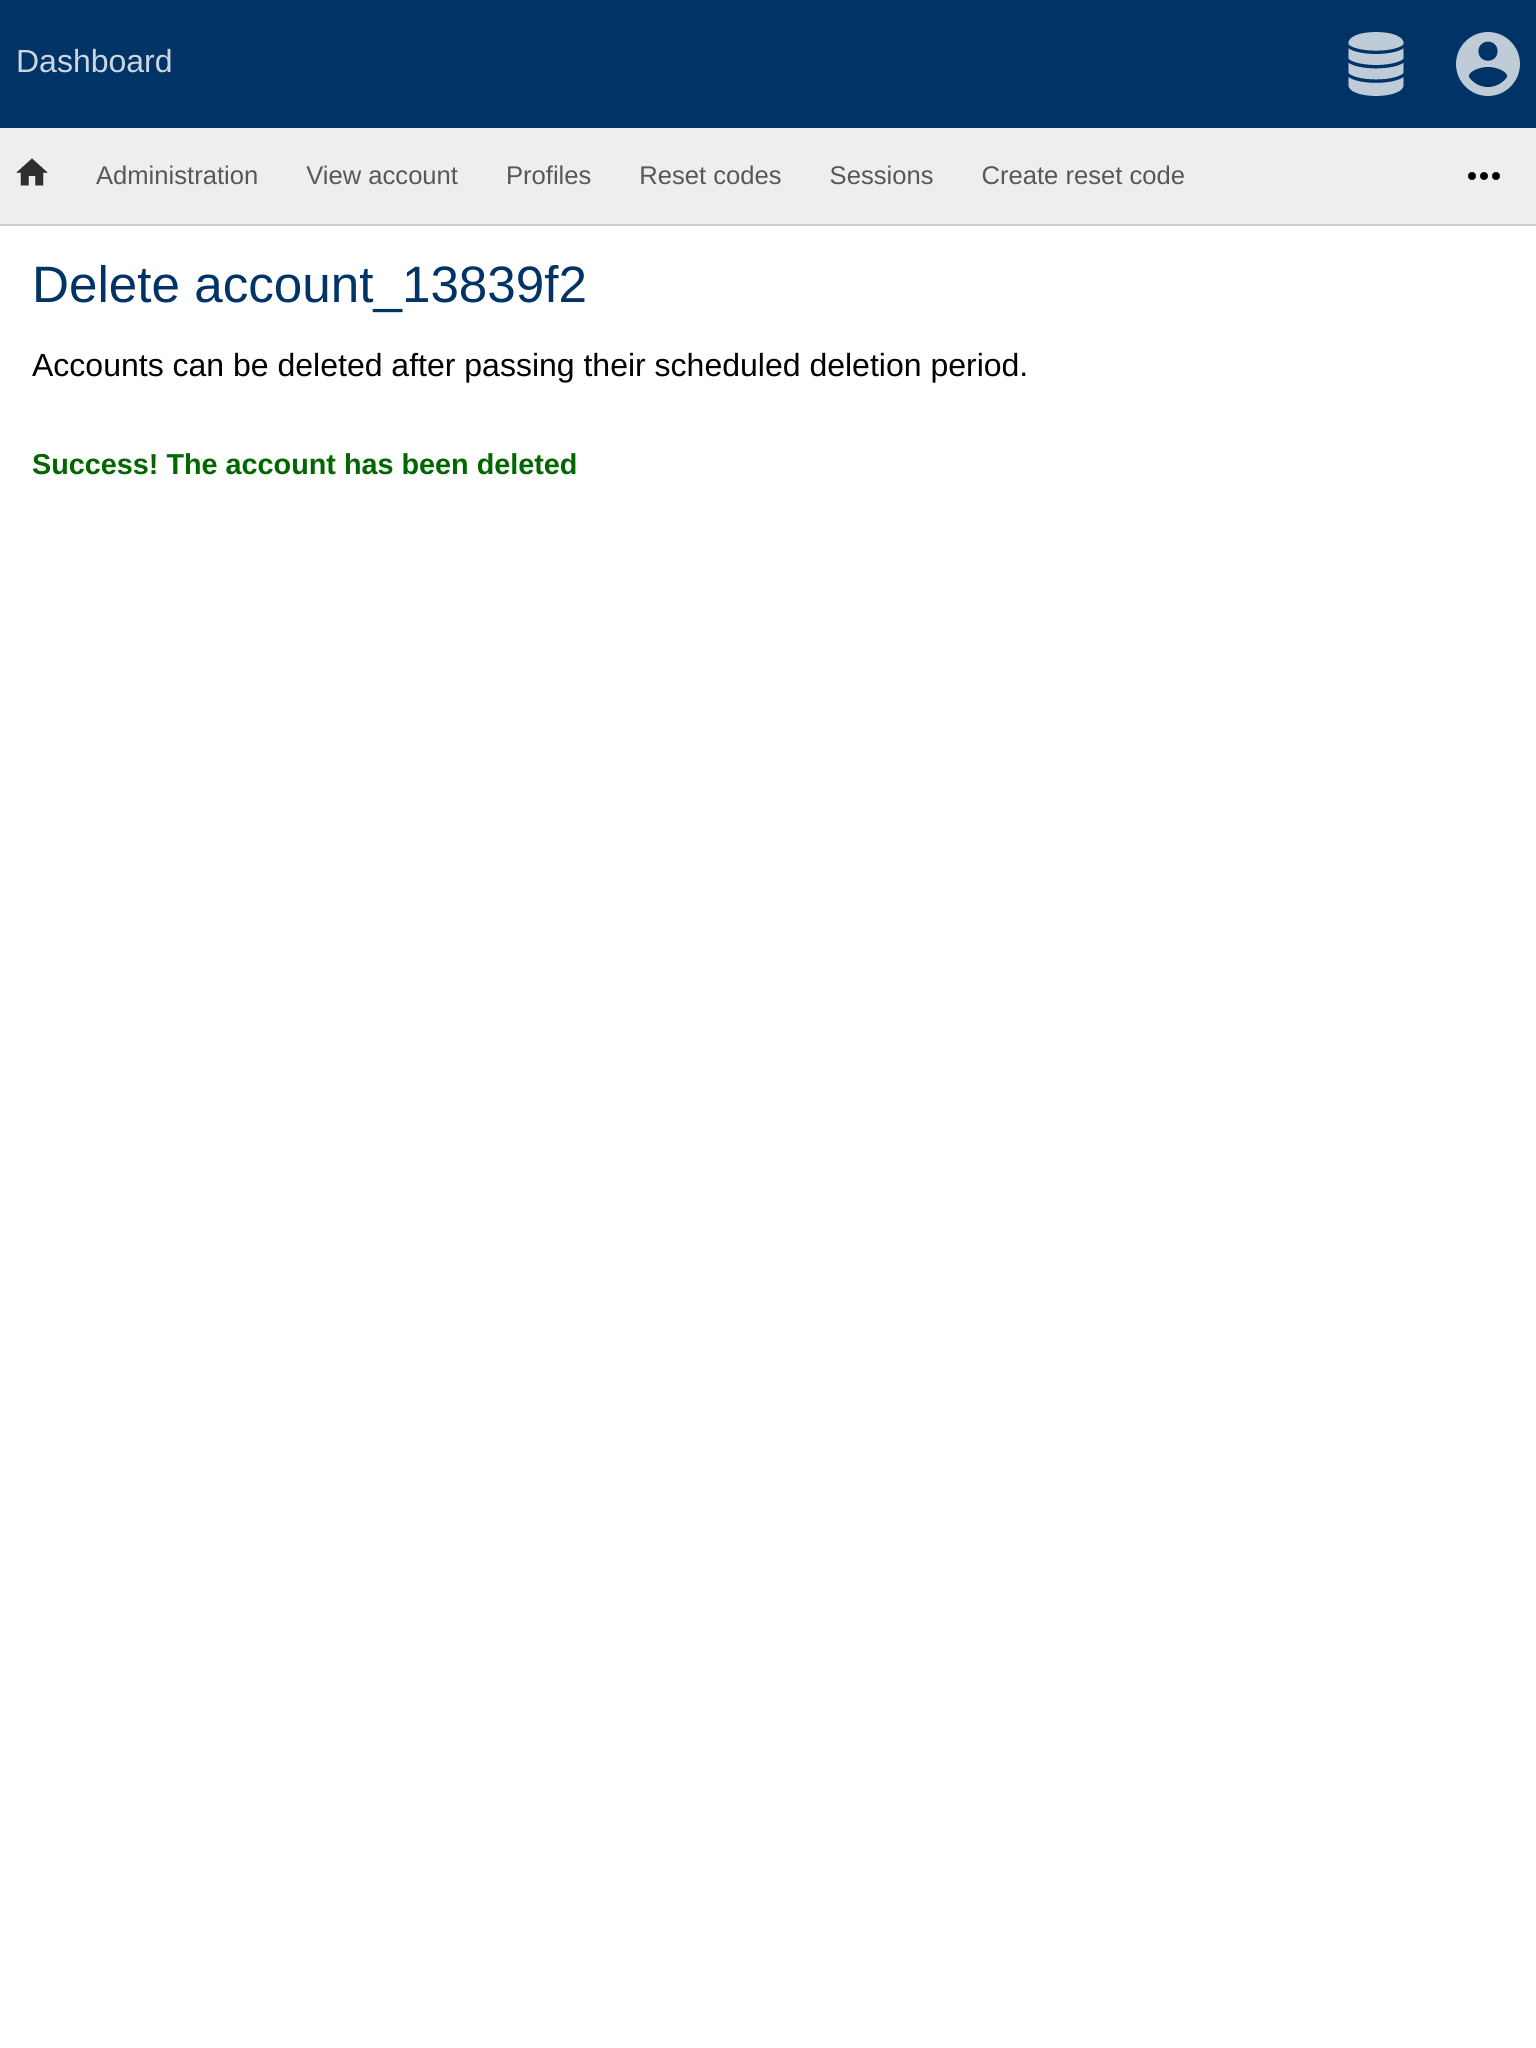 Dashboard
Administration View account Profiles Reset codes Sessions Create reset code
Delete account_13839f2
Accounts can be deleted after passing their scheduled deletion period.
Success! The account has been deleted